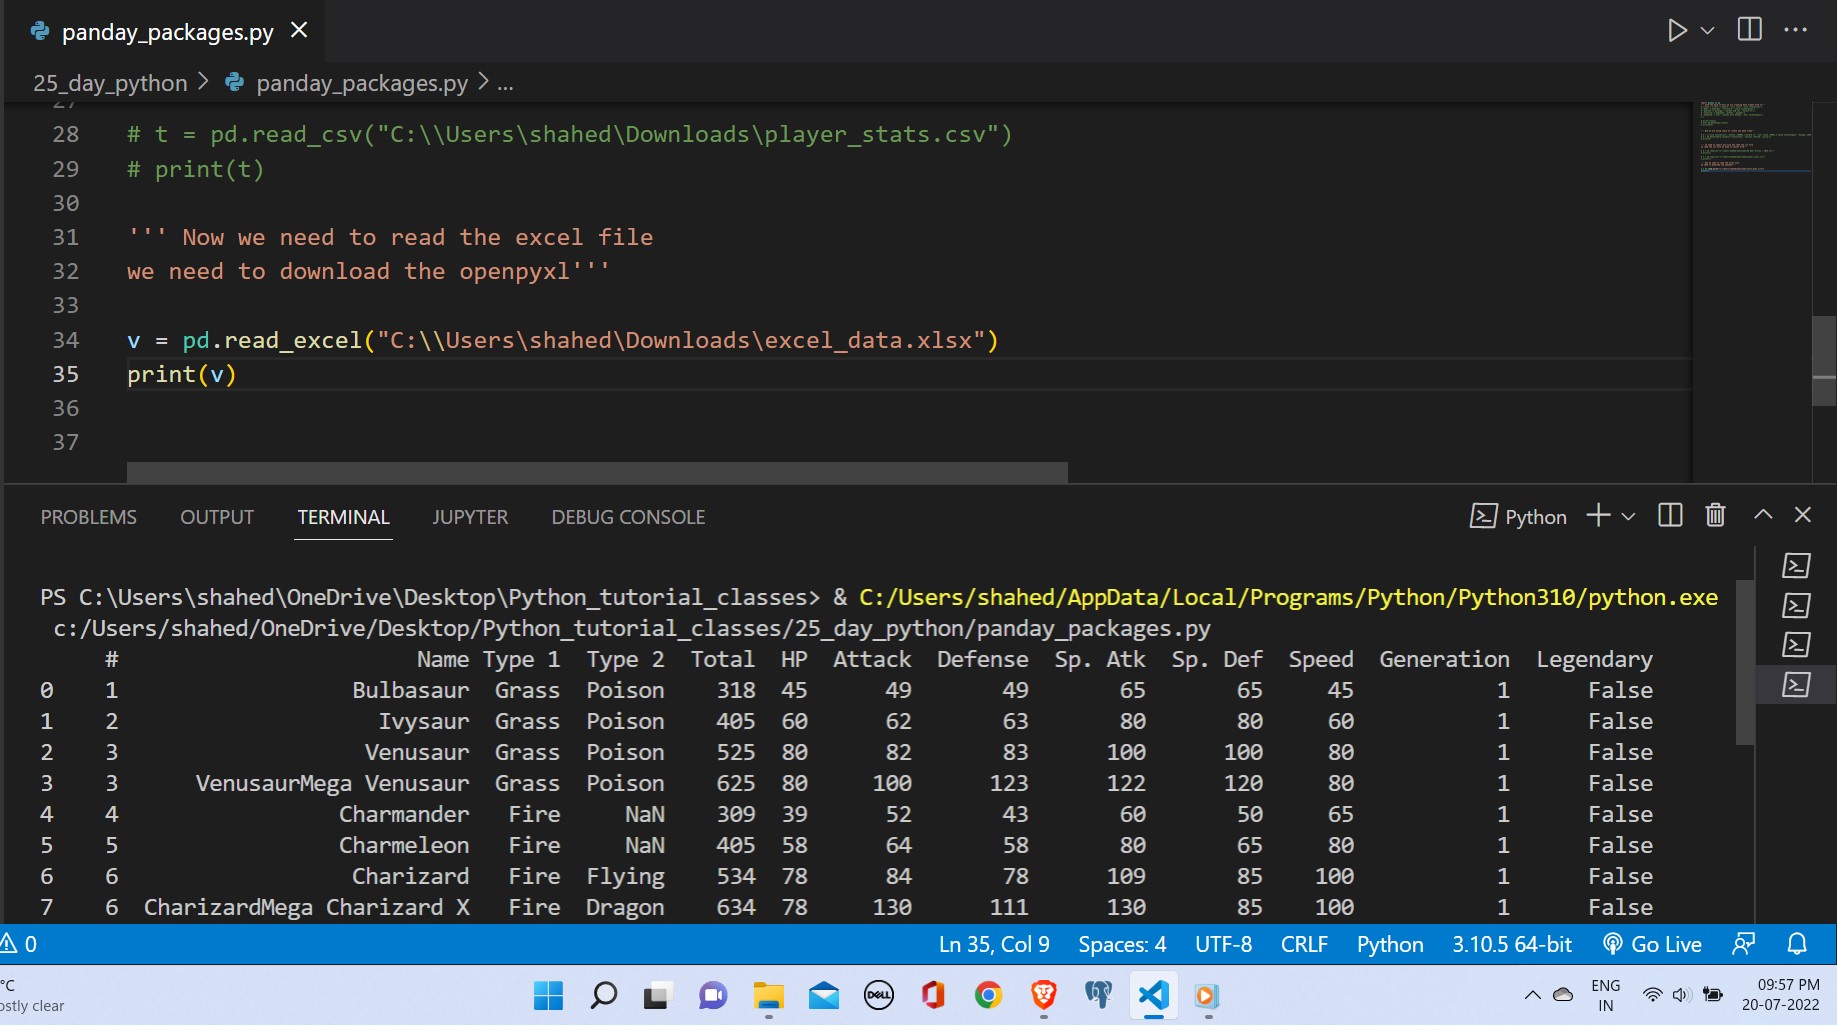 panday_packages.py
25_day_python > panday_packages.py > ...
27
28 # t = pd.read_csv("C:\\Users\shahed\Downloads\player_stats.csv")
29 # print(t)
30
31 ''' Now we need to read the excel file
32 we need to download the openpyxl'''
33
34 v = pd.read_excel("C:\\Users\shahed\Downloads\excel_data.xlsx")
35 print(v)
36
37
PROBLEMS OUTPUT TERMINAL JUPYTER DEBUG CONSOLE Python
PS C:\Users\shahed\OneDrive\Desktop\Python_tutorial_classes> & C:/Users/shahed/AppData/Local/Programs/Python/Python310/python.exe
c:/Users/shahed/OneDrive/Desktop/Python_tutorial_classes/25_day_python/panday_packages.py
# Name Type 1 Type 2 Total HP Attack Defense Sp. Atk Sp. Def Speed Generation Legendary
0 1 Bulbasaur Grass Poison 318 45 49 49 65 65 45 1 False
1 2 Ivysaur Grass Poison 405 60 62 63 80 80 60 1 False
2 3 Venusaur Grass Poison 525 80 82 83 100 100 80 1 False
3 3 VenusaurMega Venusaur Grass Poison 625 80 100 123 122 120 80 1 False
4 4 Charmander Fire NaN 309 39 52 43 60 50 65 1 False
5 5 Charmeleon Fire NaN 405 58 64 58 80 65 80 1 False
6 6 Charizard Fire Flying 534 78 84 78 109 85 100 1 False
7 6 CharizardMega Charizard X Fire Dragon 634 78 130 111 130 85 100 1 False
0 Ln 35, Col 9 Spaces: 4 UTF-8 CRLF Python 3.10.5 64-bit Go Live
°C
ostly clear
DELL
ENG
IN
09:57 PM
20-07-2022